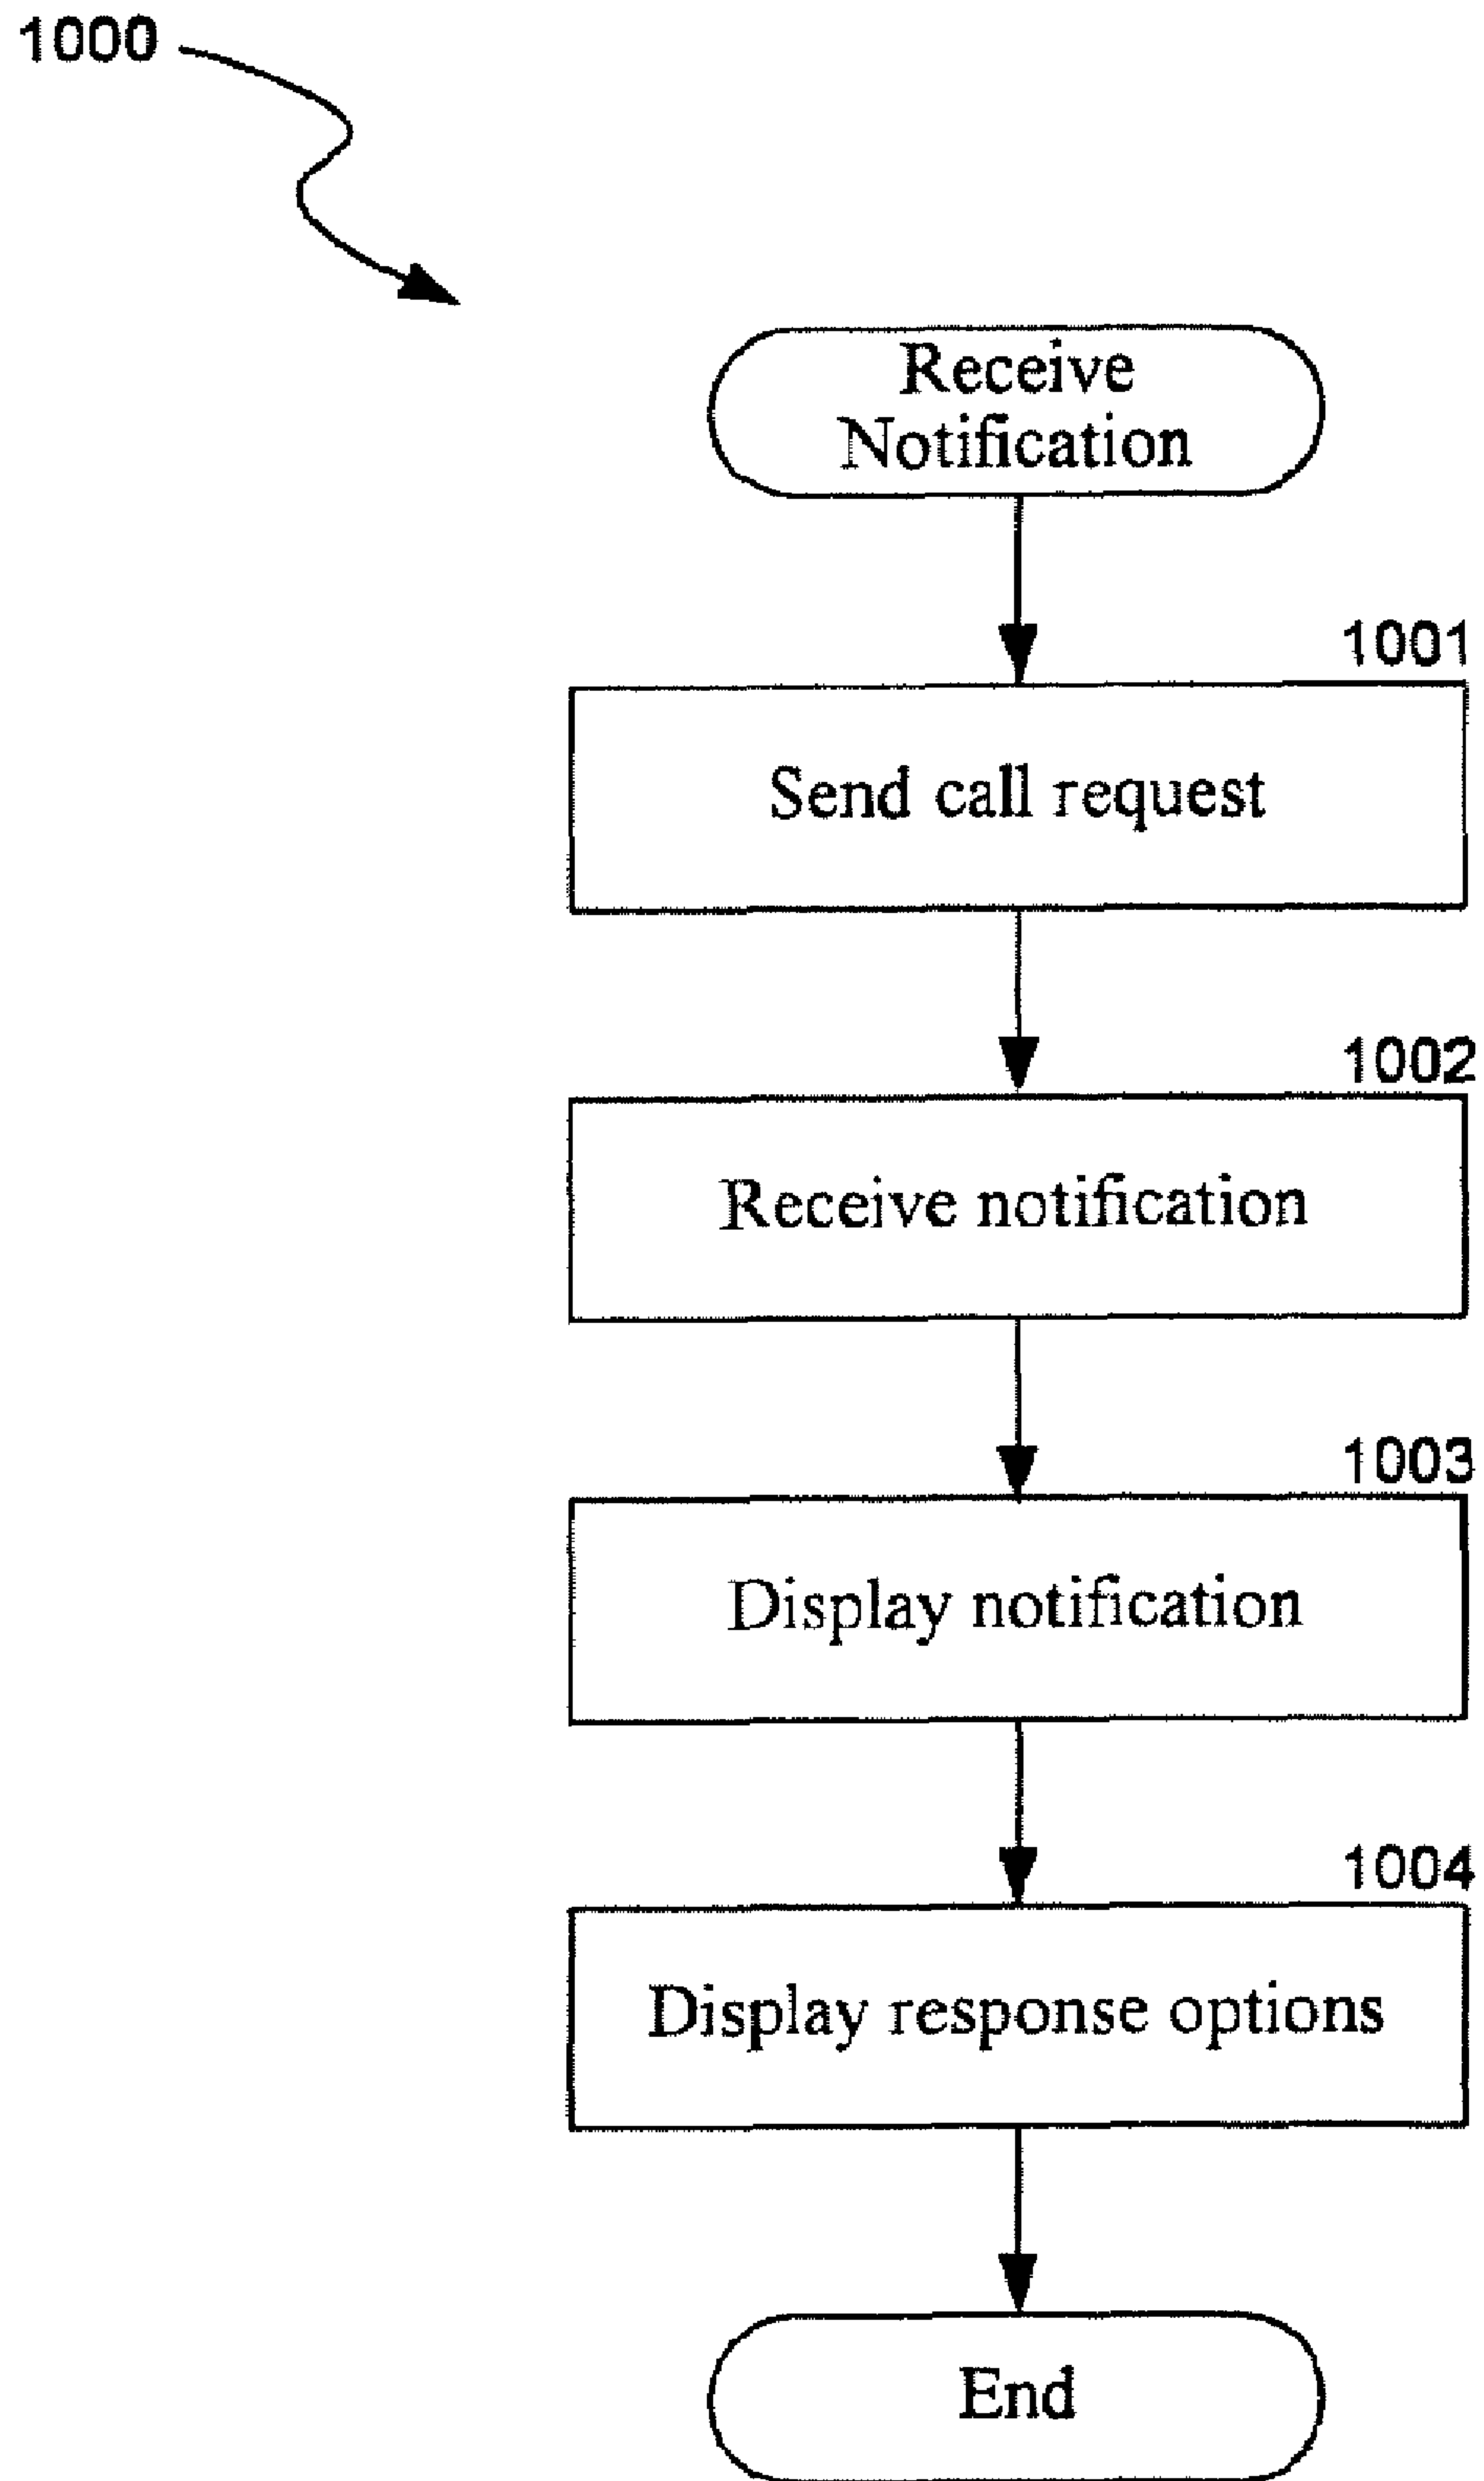 1000
Receive
Notification
1001
Send call request
1002
Receive notification
1003
Display notification
1004
Display response options
End